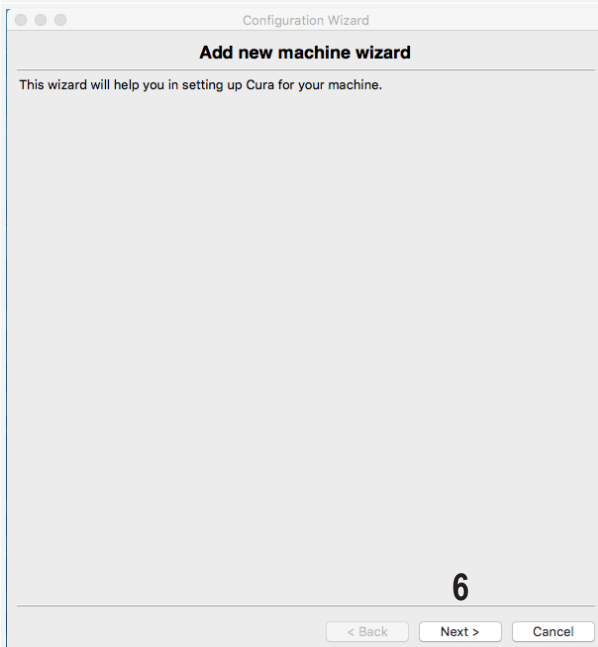 Configuration Wizard
Add new machine wizard
This wizard will help you in setting up Cura for your machine.
6
< Back Next > Cancel